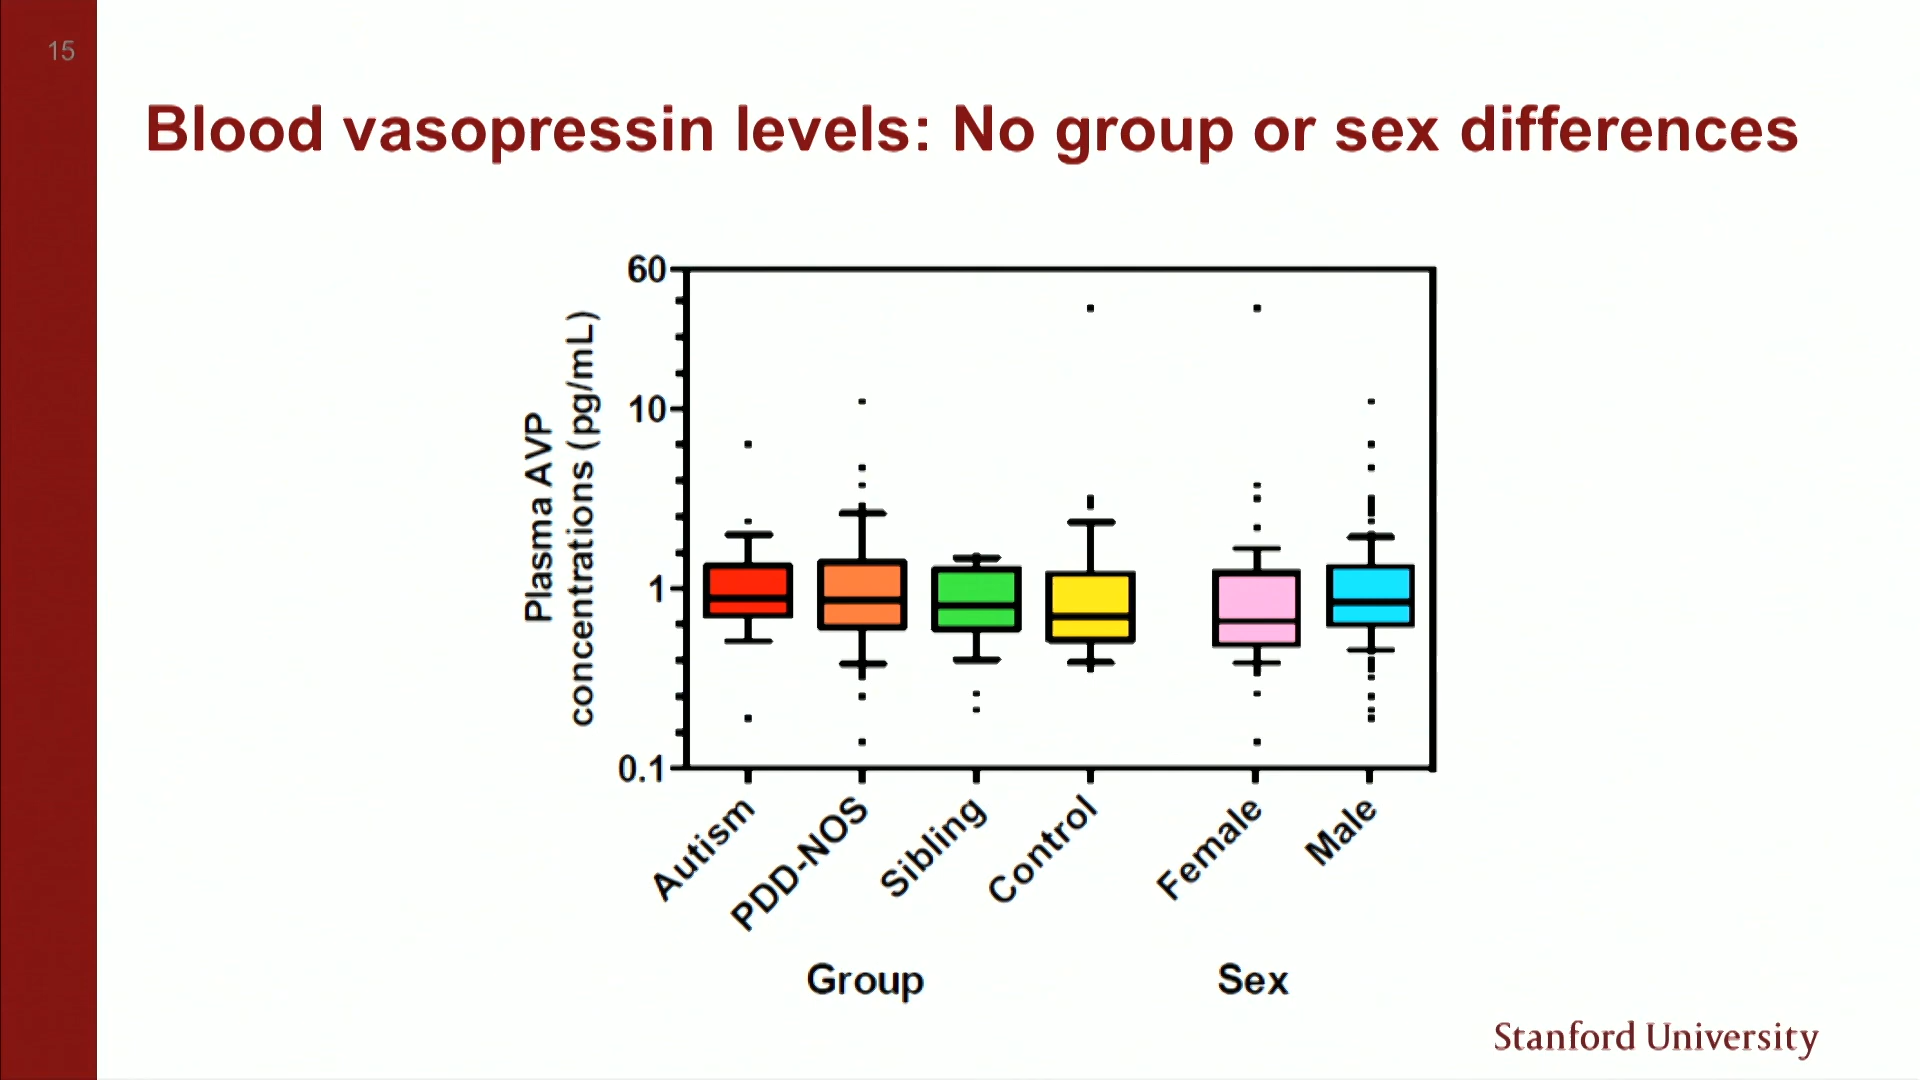 15
Blood vasopressin levels: No group or sex differences
Plasma AVP
concentrations (pg/mL)
60
10
1
0.1
Autism
PDD-NOS
Sibling
Control
Female
Male
Group
Sex
Stanford University